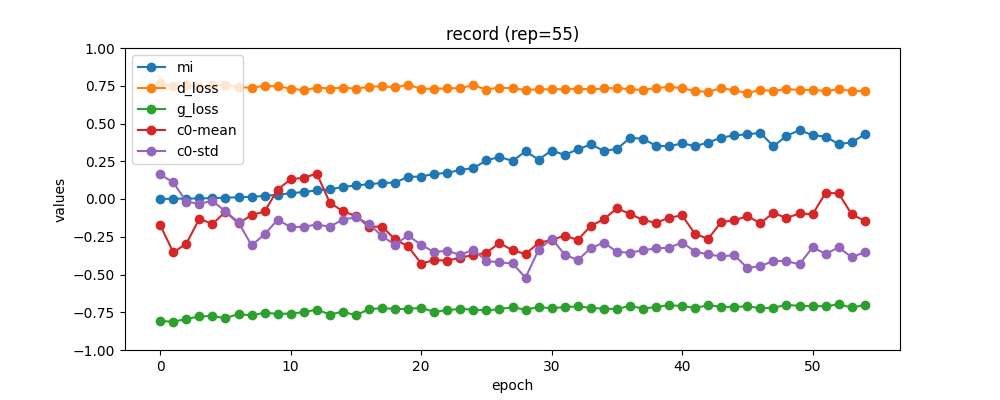 record (rep=55)
1.00
0.75
0.50
0.25
0.00
−0.25
−0.50
−0.75
−1.00
values
mi
d_loss
g_loss
c0-mean
c0-std
0
10
20
30
40
50
epoch